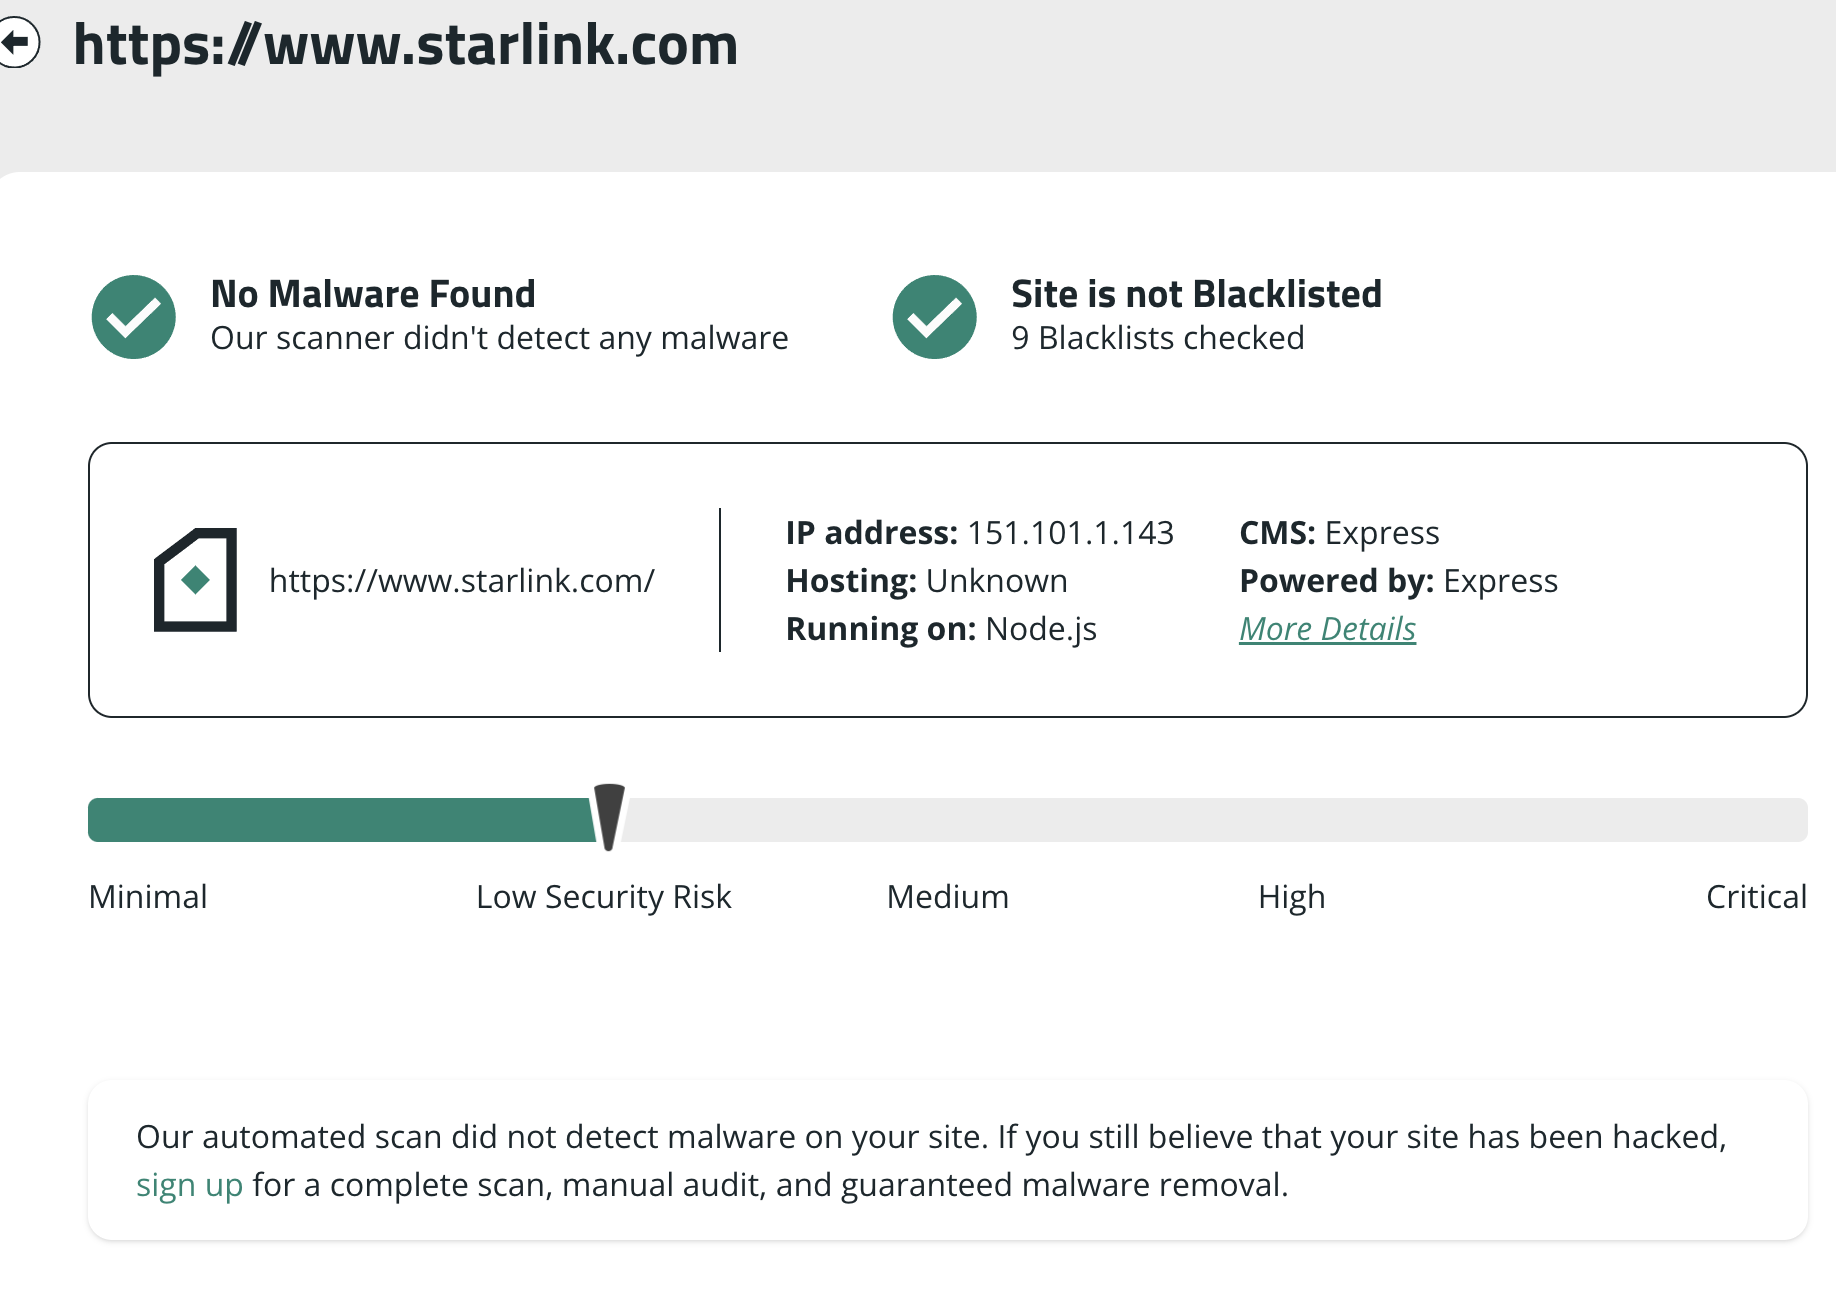 https://www.starlink.com
No Malware Found
Our scanner didn't detect any malware
Site is not Blacklisted
9 Blacklists checked
https://www.starlink.com/
IP address: 151.101.1.143
Hosting: Unknown
Running on: Node.js
CMS: Express
Powered by: Express
More Details
Minimal
Low Security Risk
Medium
High
Critical
Our automated scan did not detect malware on your site. If you still believe that your site has been hacked,
sign up for a complete scan, manual audit, and guaranteed malware removal.